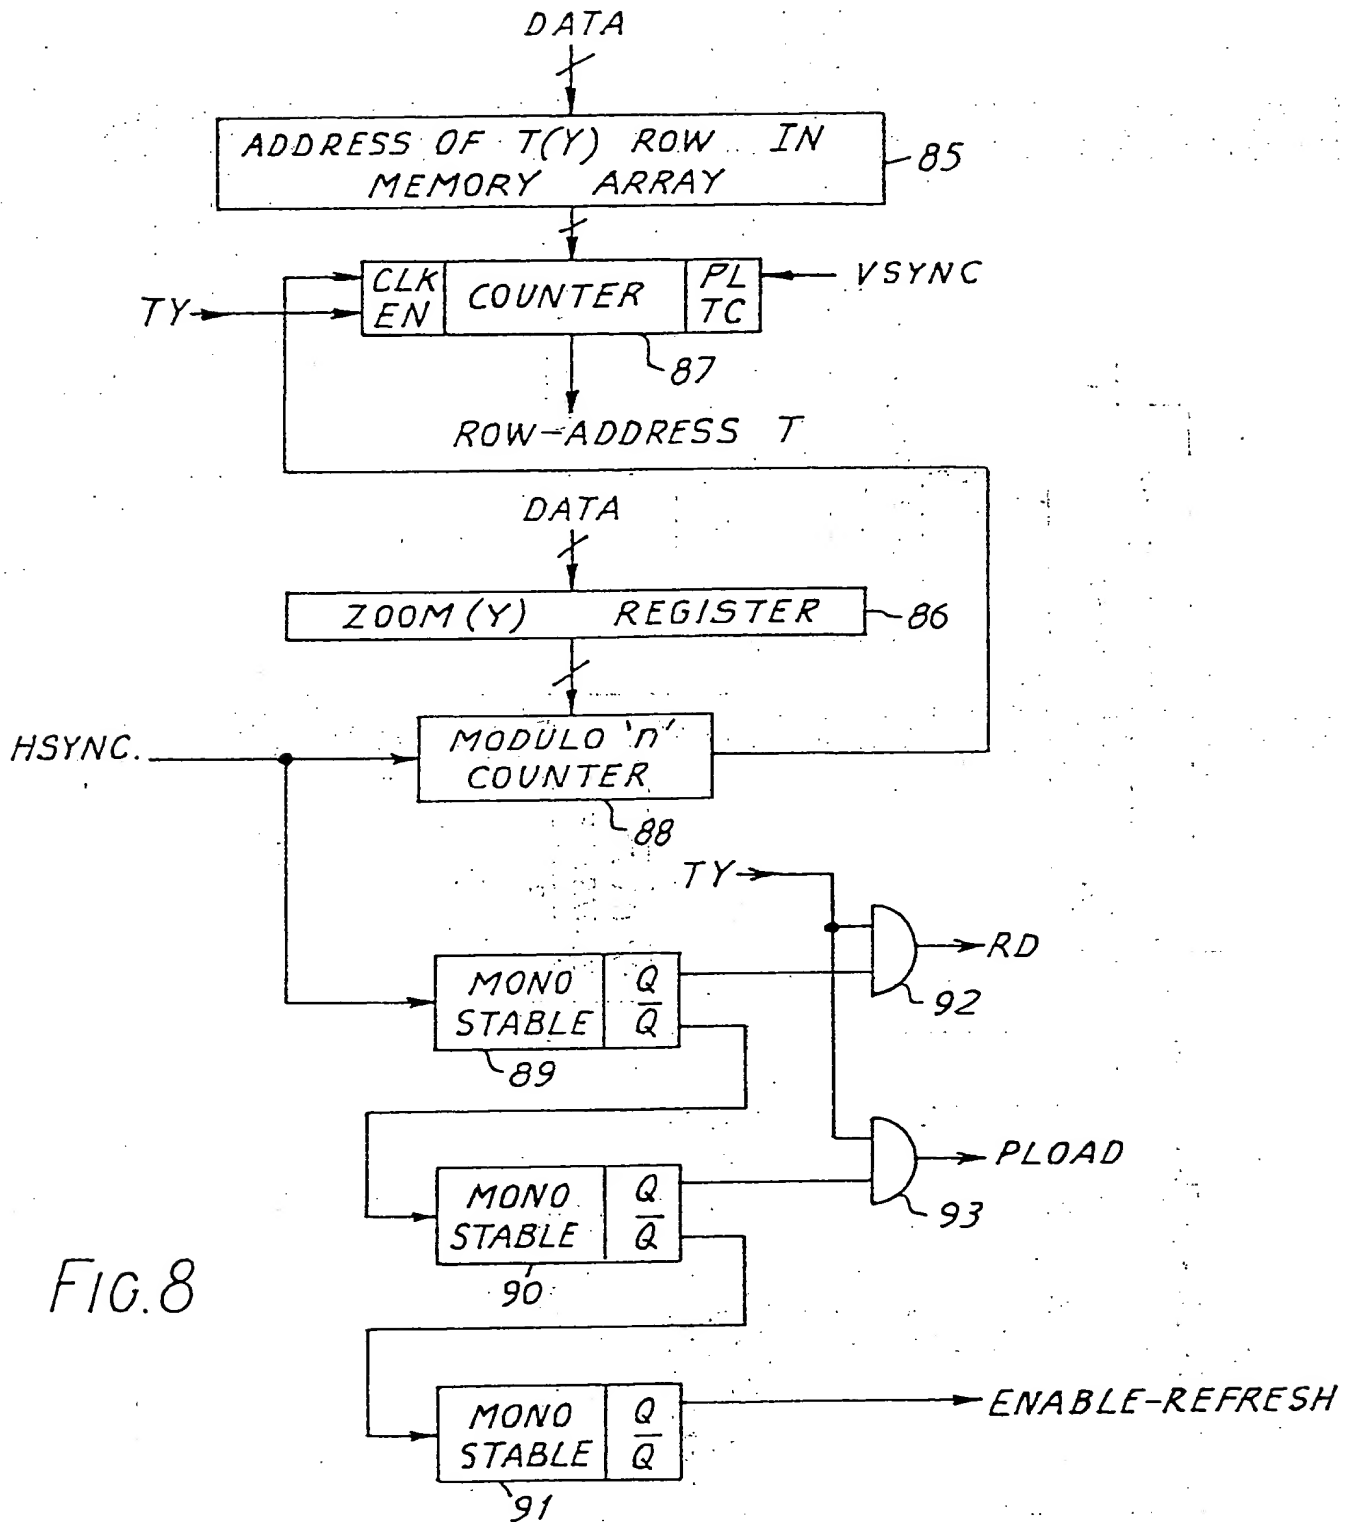 DATA
ADDRESS OF T(Y) ROW IN
MEMORY ARRAY
85
CLK
EN
COUNTER
PL
TC
VSYNC
TY
87
ROW-ADDRESS T
DATA
ZOOM(Y) REGISTER
86
HSYNC.
MODULO 'n'
COUNTER
88
TY
RD
92
MONO
STABLE
Q
Q̅
89
PLOAD
93
MONO
STABLE
Q
Q̅
90
FIG.8
MONO
STABLE
Q
Q̅
91
ENABLE-REFRESH